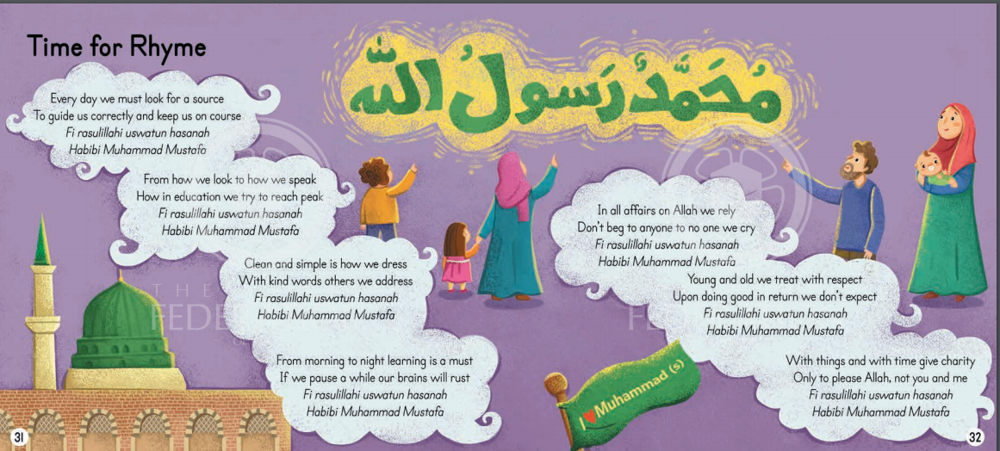 Time for Rhyme
مُحَمَّدٌ رَسولُ اللّٰه
Every day we must look for a source
To guide us correctly and keep us on course
Fi rasulillahi uswatun hasanah
Habibi Muhammad Mustafa
From how we look to how we speak
How in education we try to reach peak
Fi rasulillahi uswatun hasanah
Habibi Muhammad Mustafa
Clean and simple is how we dress
With kind words others we address
Fi rasulillahi uswatun hasanah
Habibi Muhammad Mustafa
From morning to night learning is a must
If we pause a while our brains will rust
Fi rasulillahi uswatun hasanah
Habibi Muhammad Mustafa
In all affairs on Allah we rely
Don't beg to anyone to no one we cry
Fi rasulillahi uswatun hasanah
Habibi Muhammad Mustafa
Young and old we treat with respect
Upon doing good in return we don't expect
Fi rasulillahi uswatun hasanah
Habibi Muhammad Mustafa
With things and with time give charity
Only to please Allah, not you and me
Fi rasulillahi uswatun hasanah
Habibi Muhammad Mustafa
I ♥ Muhammad (s)
THE
FEDE
FEDE
31
32